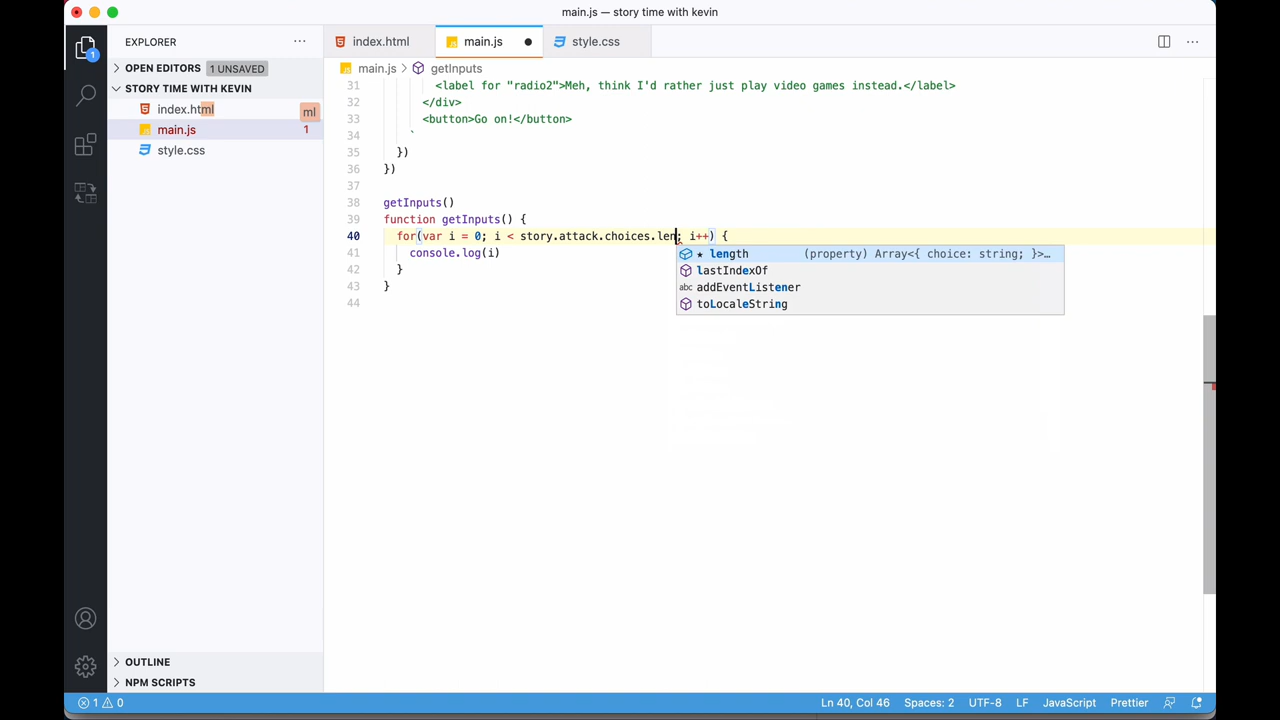 main.js — story time with kevin
EXPLORER
index.html
main.js
style.css
OPEN EDITORS 1 UNSAVED
main.js > getInputs
STORY TIME WITH KEVIN
index.html
ml
main.js 1
style.css
1
31 <label for "radio2">Meh, think I'd rather just play video games instead.</label>
32 </div>
33 <button>Go on!</button>
34 `
35 })
36 })
37
38 getInputs()
39 function getInputs() {
40 for(var i = 0; i < story.attack.choices.len; i++) {
41 console.log(i)
42 }
43 }
44
length (property) Array<{ choice: string; }>…
lastIndexOf
abc addEventListener
toLocaleString
OUTLINE
NPM SCRIPTS
1 0
Ln 40, Col 46 Spaces: 2 UTF-8 LF JavaScript Prettier